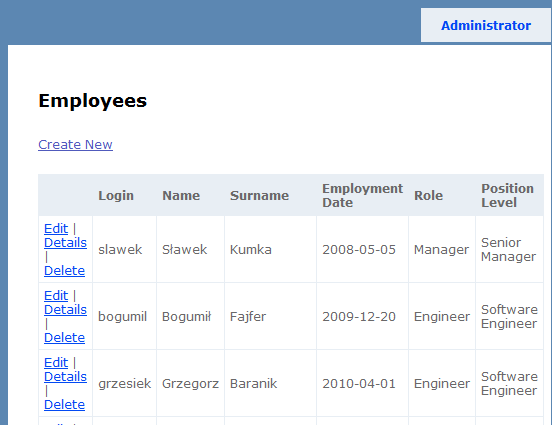 Administrator
Employees
Create New
Login Name Surname Employment Date Role Position Level
Edit |
Details
|
Delete
slawek Sławek Kumka 2008-05-05 Manager Senior Manager
Edit |
Details
|
Delete
bogumil Bogumił Fajfer 2009-12-20 Engineer Software Engineer
Edit |
Details
|
Delete
grzesiek Grzegorz Baranik 2010-04-01 Engineer Software Engineer